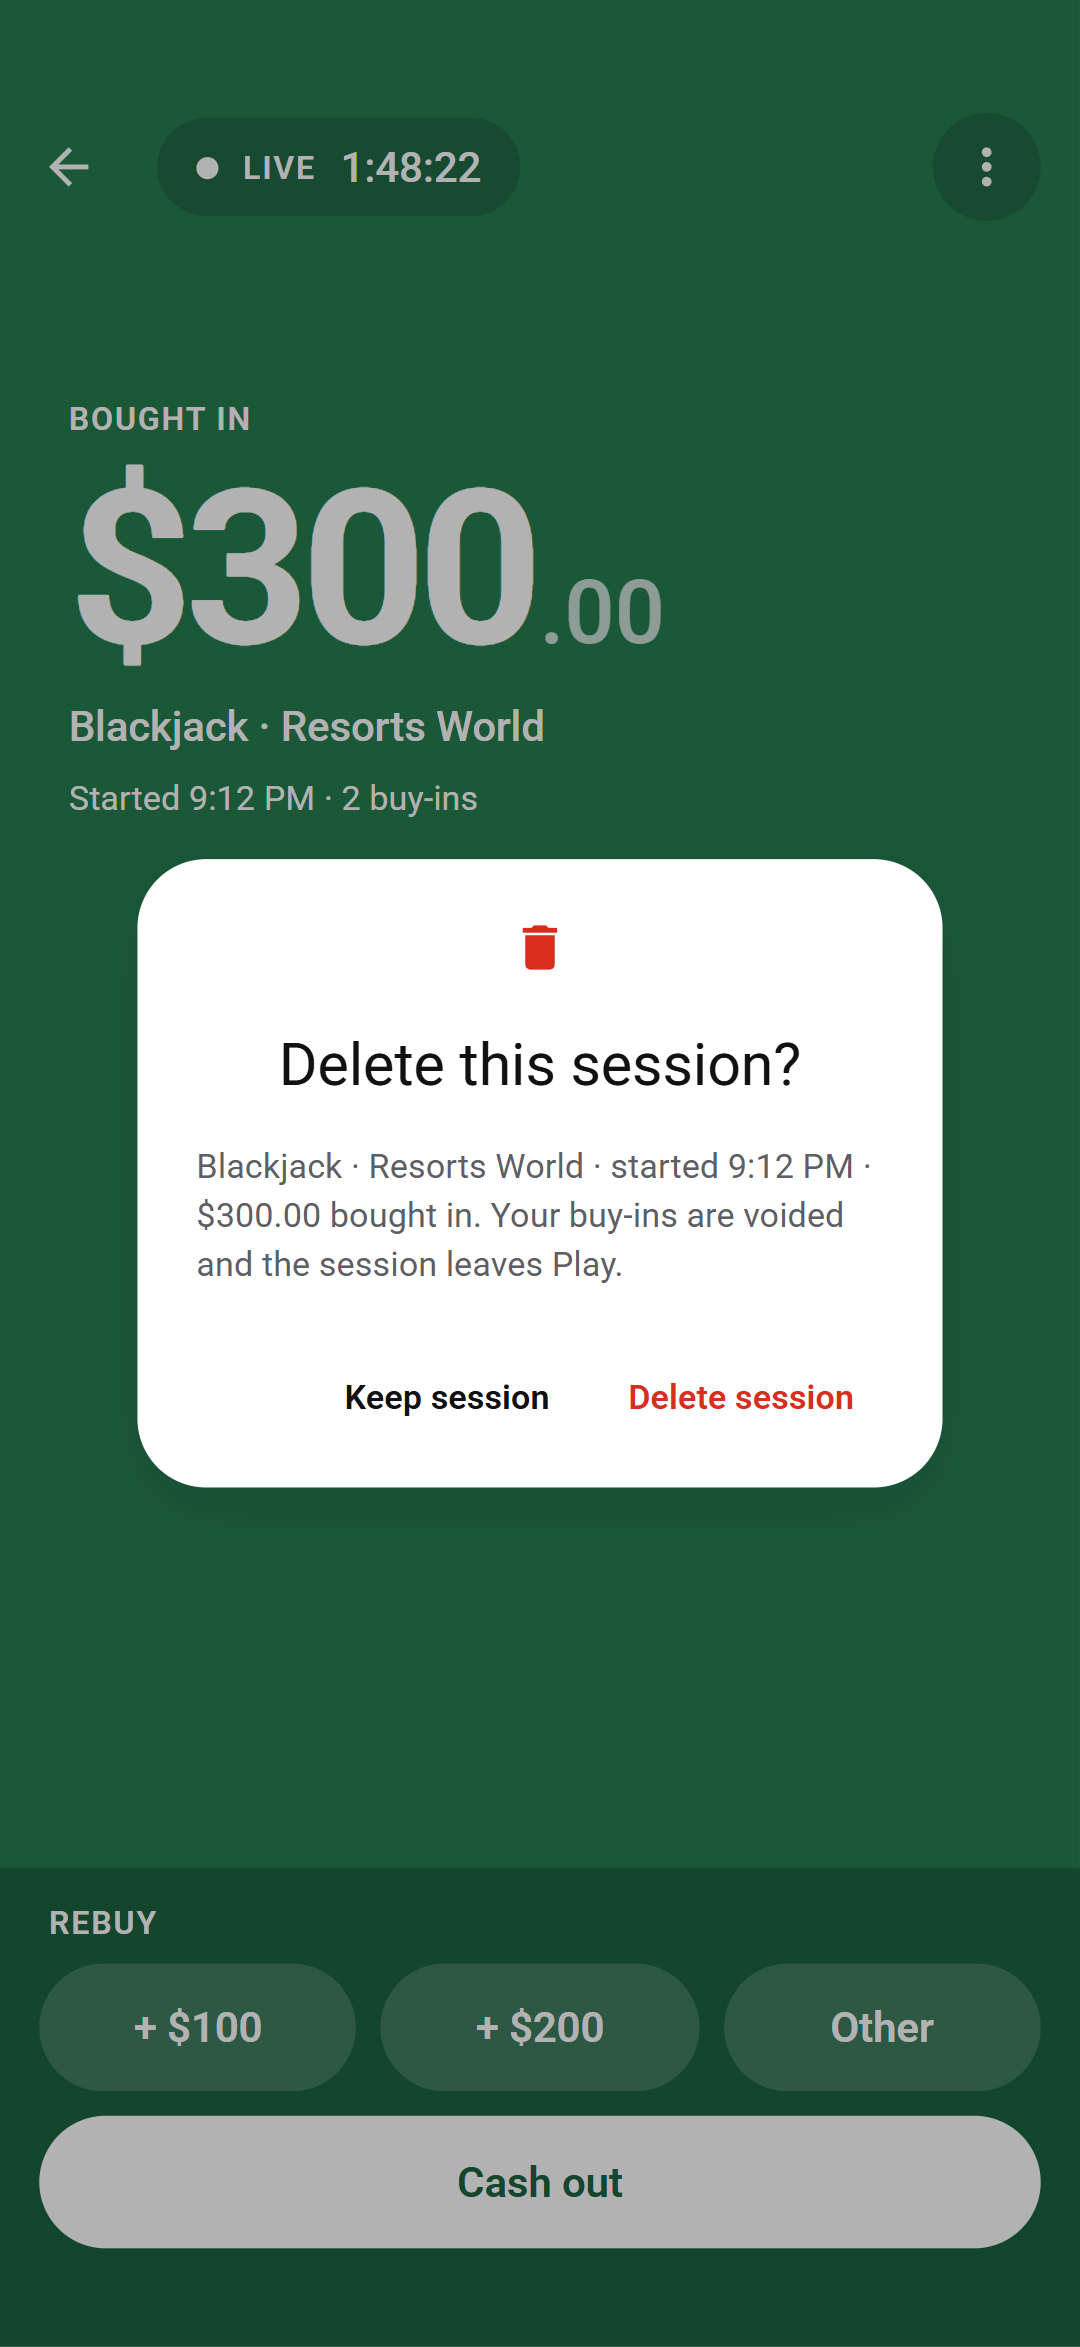 LIVE 1:48:22
BOUGHT IN
$300.00
Blackjack · Resorts World
Started 9:12 PM · 2 buy-ins
Delete this session?
Blackjack · Resorts World · started 9:12 PM ·
$300.00 bought in. Your buy-ins are voided
and the session leaves Play.
Keep session Delete session
REBUY
+ $100 + $200 Other
Cash out